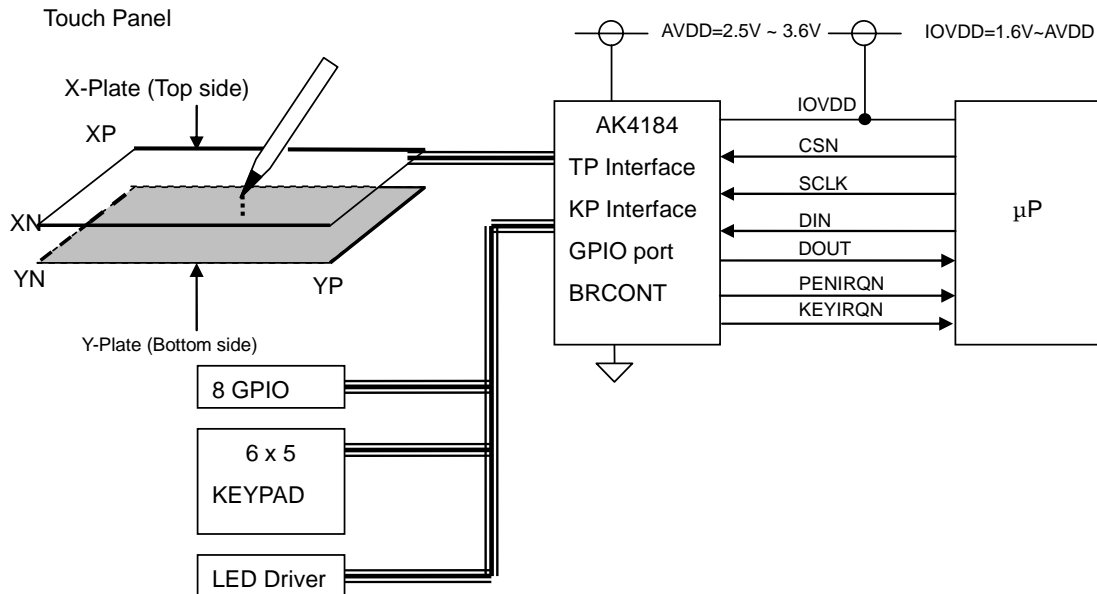 Touch Panel
AVDD=2.5V ~ 3.6V
IOVDD=1.6V~AVDD
X-Plate (Top side)
XP
XN
YN
YP
Y-Plate (Bottom side)
AK4184
TP Interface
KP Interface
GPIO port
BRCONT
IOVDD
CSN
SCLK
DIN
DOUT
PENIRQN
KEYIRQN
µP
8 GPIO
6 x 5
KEYPAD
LED Driver